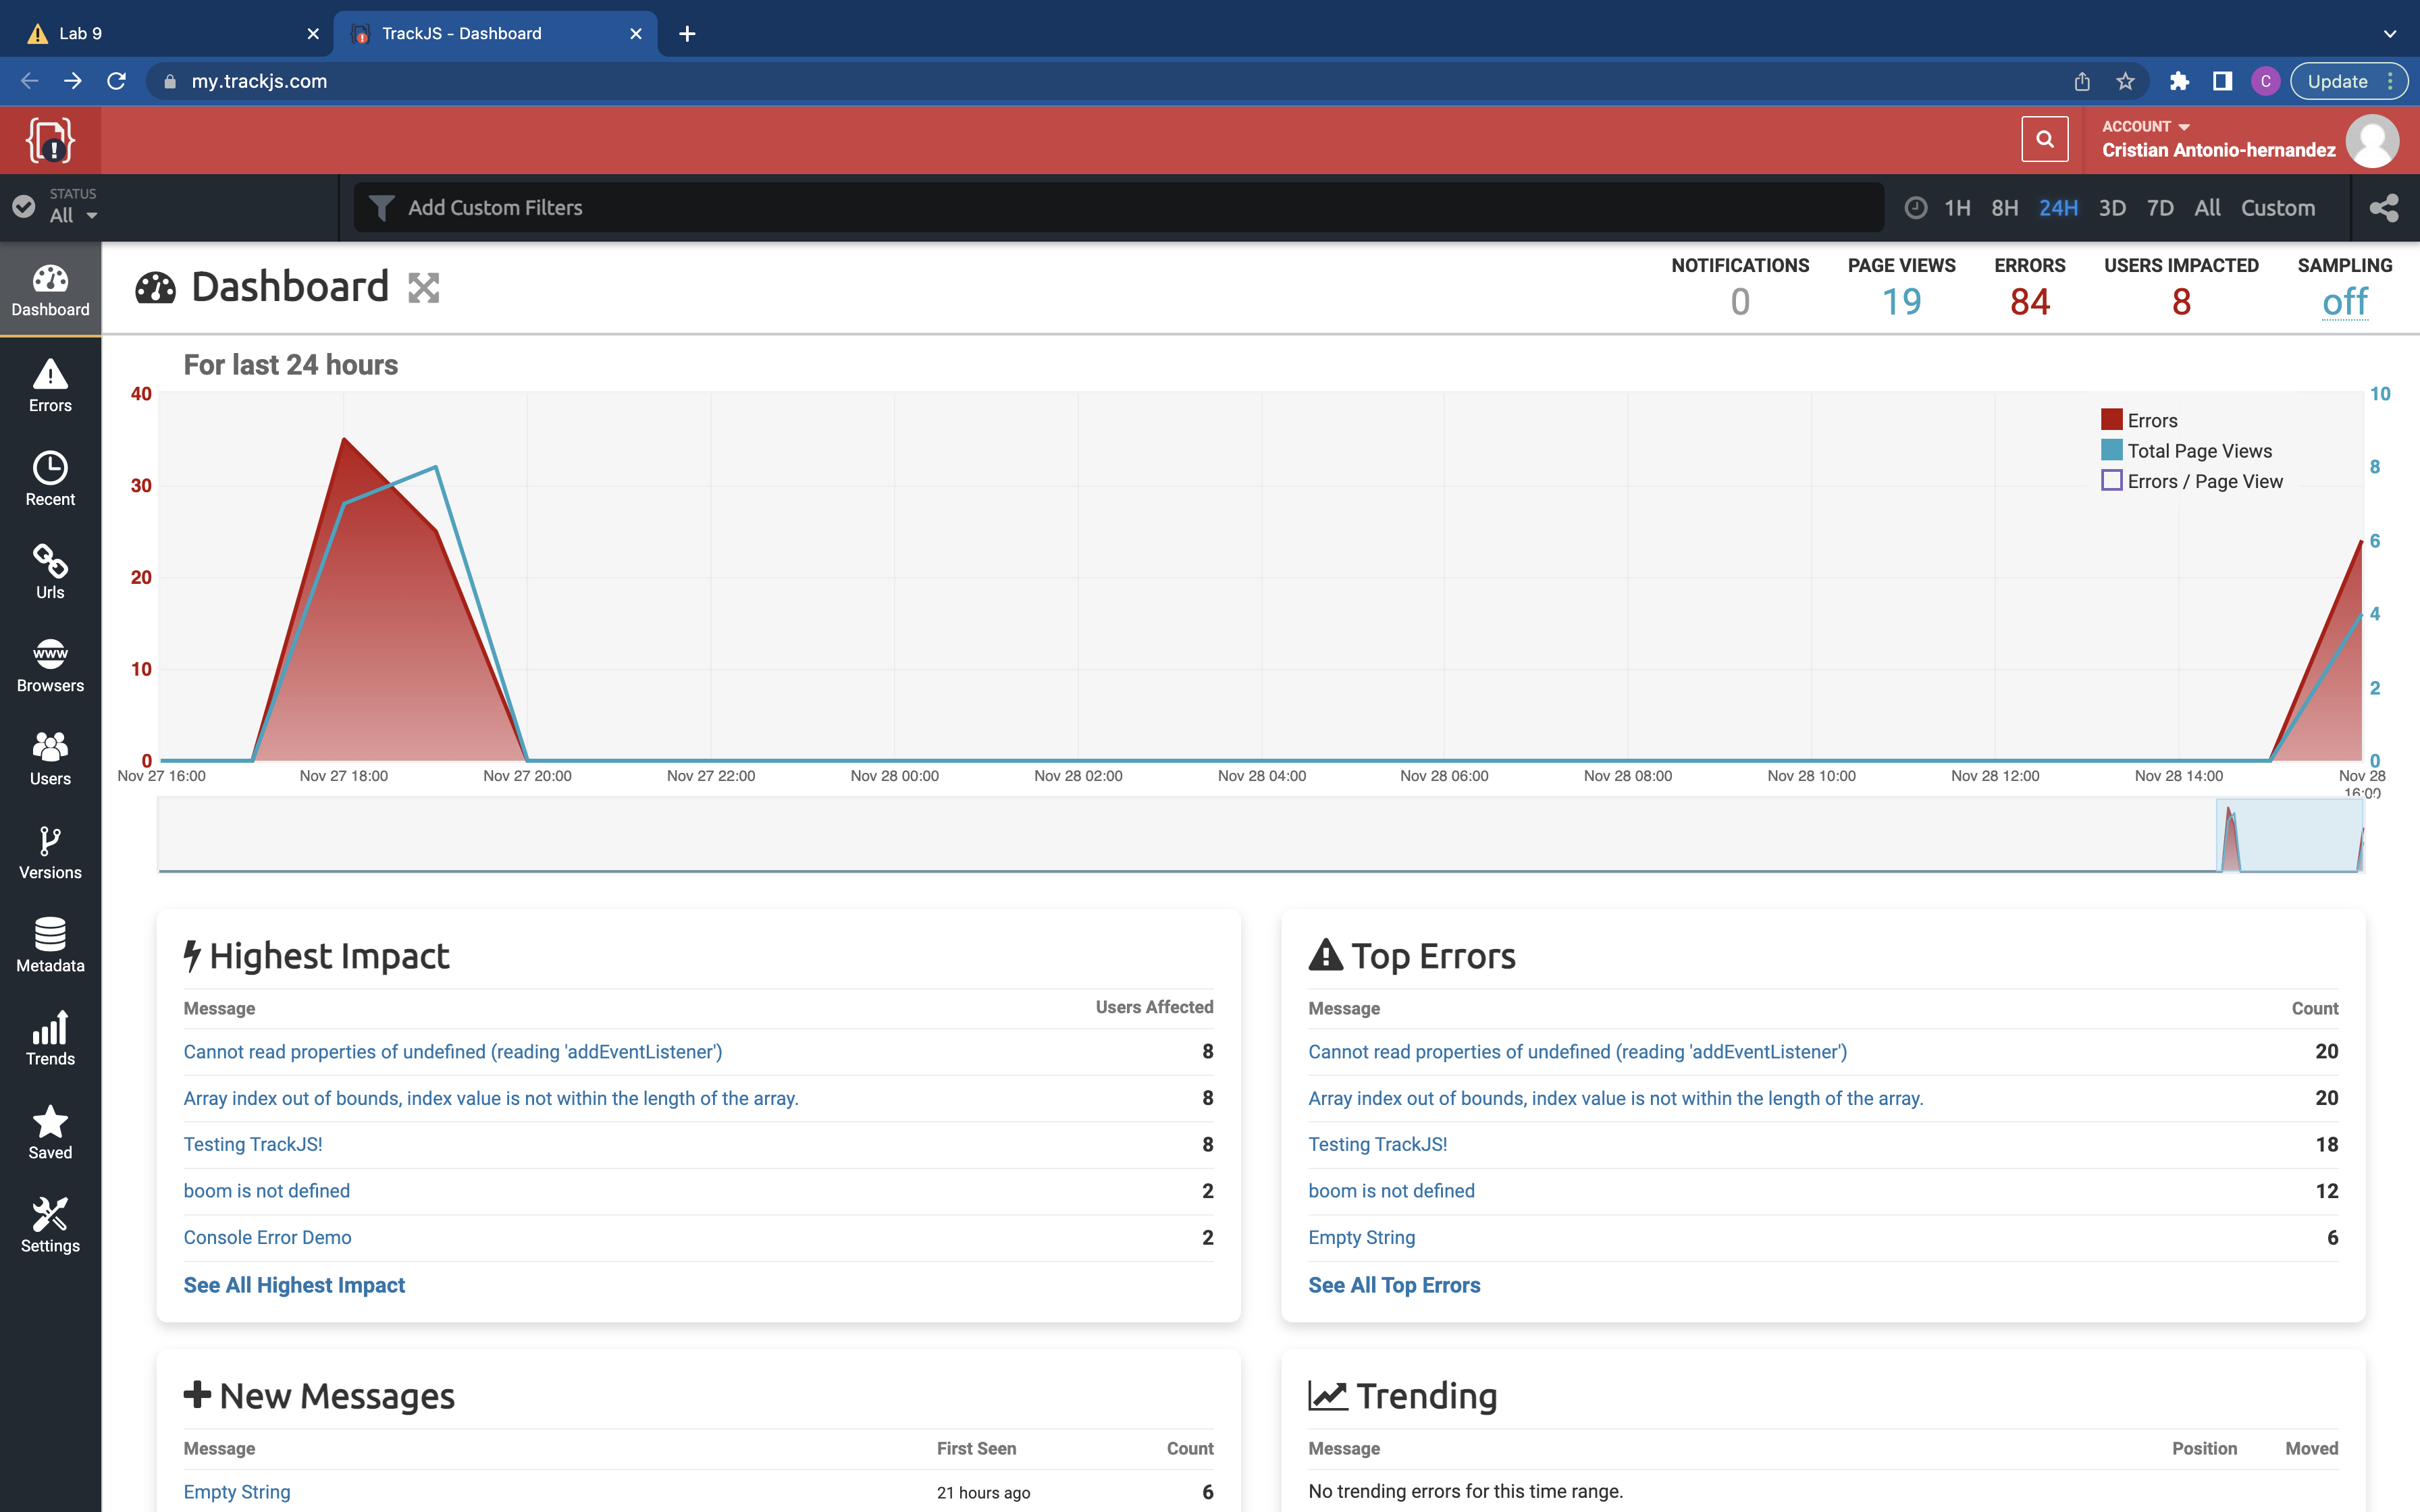 Lab 9
TrackJS - Dashboard
my.trackjs.com
C
Update
ACCOUNT
Cristian Antonio-hernandez
STATUS
All
Add Custom Filters
1H 8H 24H 3D 7D All Custom
Dashboard
Errors
Recent
Urls
WWW
Browsers
Users
Versions
Metadata
Trends
Saved
Settings
Dashboard
NOTIFICATIONS PAGE VIEWS ERRORS USERS IMPACTED SAMPLING
0 19 84 8 off
For last 24 hours
40
30
20
10
0
10
8
6
4
2
0
Errors
Total Page Views
Errors / Page View
Nov 27 16:00 Nov 27 18:00 Nov 27 20:00 Nov 27 22:00 Nov 28 00:00 Nov 28 02:00 Nov 28 04:00 Nov 28 06:00 Nov 28 08:00 Nov 28 10:00 Nov 28 12:00 Nov 28 14:00 Nov 28
16:00
Highest Impact
Message Users Affected
Cannot read properties of undefined (reading 'addEventListener') 8
Array index out of bounds, index value is not within the length of the array. 8
Testing TrackJS! 8
boom is not defined 2
Console Error Demo 2
See All Highest Impact
Top Errors
Message Count
Cannot read properties of undefined (reading 'addEventListener') 20
Array index out of bounds, index value is not within the length of the array. 20
Testing TrackJS! 18
boom is not defined 12
Empty String 6
See All Top Errors
New Messages
Message First Seen Count
Empty String 21 hours ago 6
Trending
Message Position Moved
No trending errors for this time range.